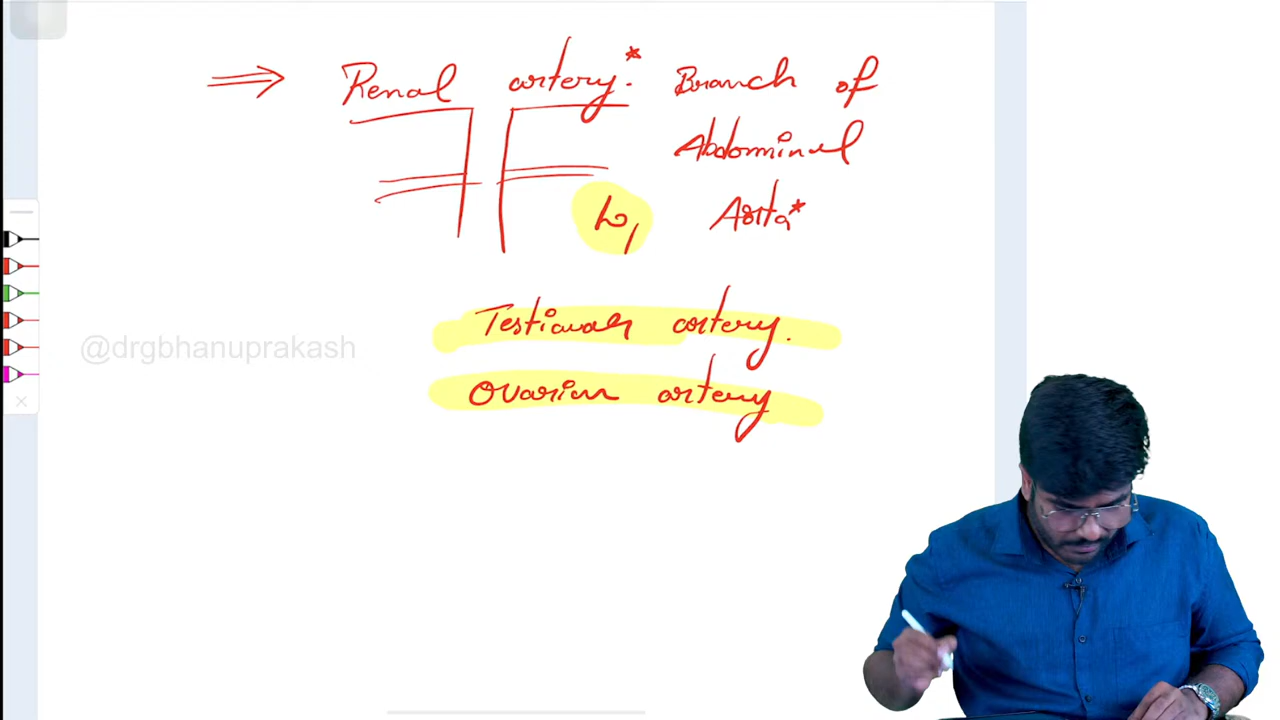 ⇒ Renal artery.* Branch of
Abdominal
Aorta*
L1
Testicular artery.
Ovarian artery
@drgbhanuprakash